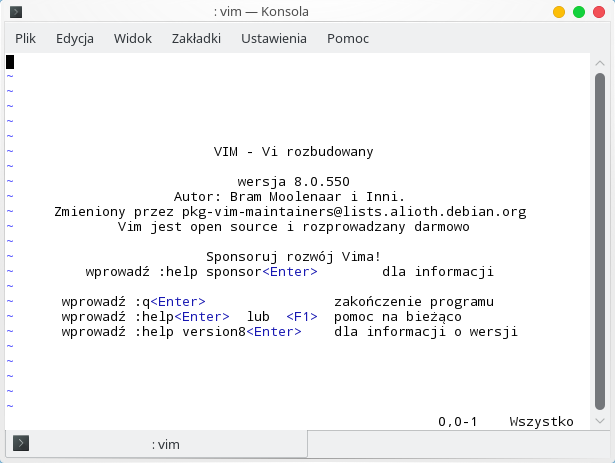 : vim — Konsola
Plik Edycja Widok Zakładki Ustawienia Pomoc
~
~
~
~
~
VIM - Vi rozbudowany
~
~
wersja 8.0.550
~
Autor: Bram Moolenaar i Inni.
~
Zmieniony przez pkg-vim-maintainers@lists.alioth.debian.org
~
Vim jest open source i rozprowadzany darmowo
~
~
Sponsoruj rozwój Vima!
~
wprowadź :help sponsor<Enter> dla informacji
~
~
wprowadź :q<Enter> zakończenie programu
~
wprowadź :help<Enter> lub <F1> pomoc na bieżąco
~
wprowadź :help version8<Enter> dla informacji o wersji
~
~
~
~
~
0,0-1 Wszystko
: vim